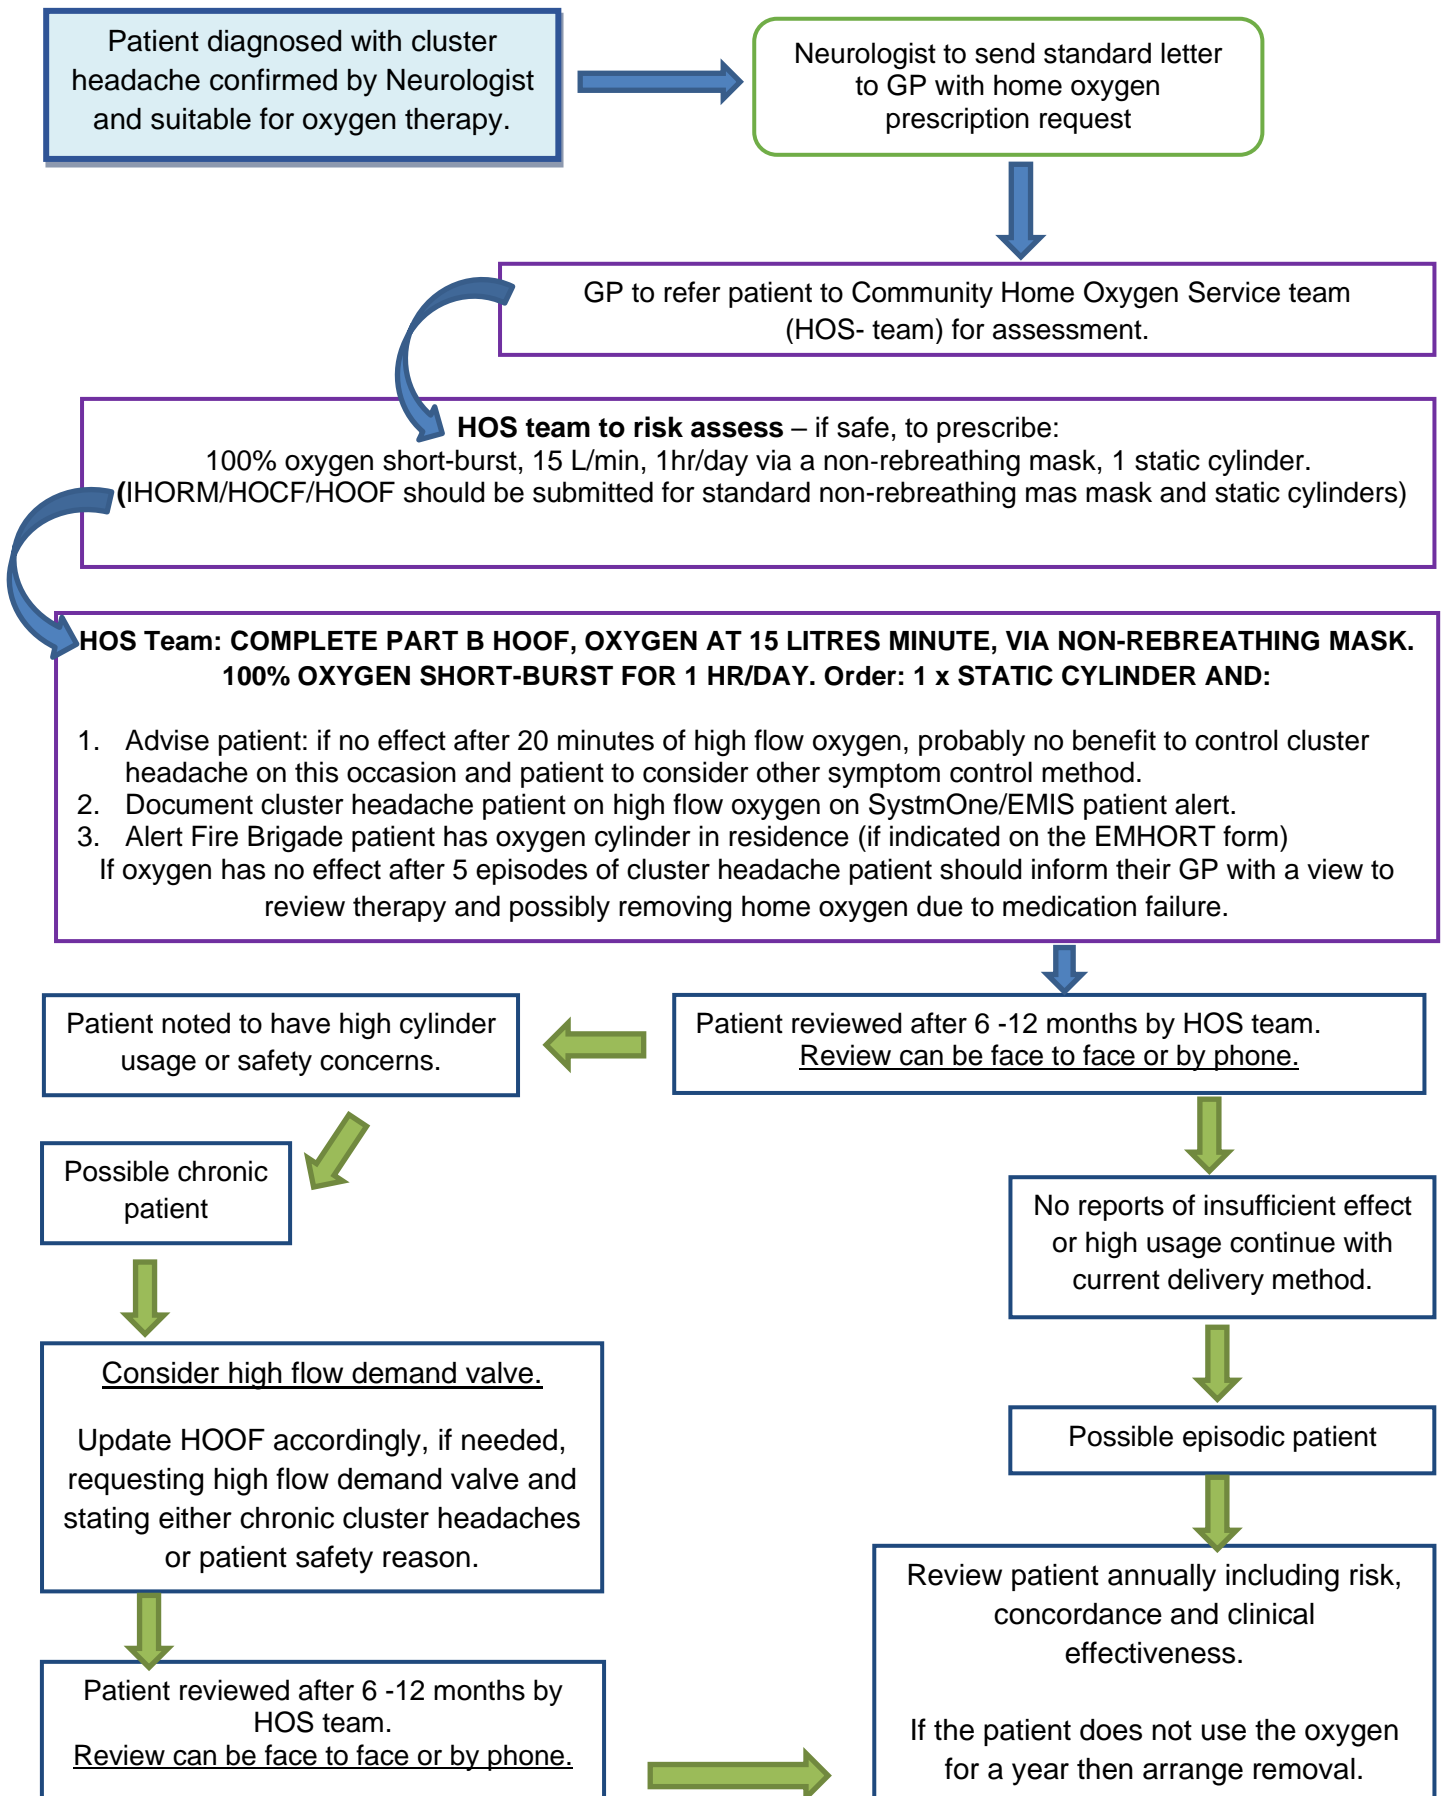 Patient diagnosed with cluster
headache confirmed by Neurologist
and suitable for oxygen therapy.
Neurologist to send standard letter
to GP with home oxygen
prescription request
GP to refer patient to Community Home Oxygen Service team
(HOS- team) for assessment.
HOS team to risk assess – if safe, to prescribe:
100% oxygen short-burst, 15 L/min, 1hr/day via a non-rebreathing mask, 1 static cylinder.
(IHORM/HOCF/HOOF should be submitted for standard non-rebreathing mas mask and static cylinders)
HOS Team: COMPLETE PART B HOOF, OXYGEN AT 15 LITRES MINUTE, VIA NON-REBREATHING MASK.
100% OXYGEN SHORT-BURST FOR 1 HR/DAY. Order: 1 x STATIC CYLINDER AND:
1. Advise patient: if no effect after 20 minutes of high flow oxygen, probably no benefit to control cluster
headache on this occasion and patient to consider other symptom control method.
2. Document cluster headache patient on high flow oxygen on SystmOne/EMIS patient alert.
3. Alert Fire Brigade patient has oxygen cylinder in residence (if indicated on the EMHORT form)
If oxygen has no effect after 5 episodes of cluster headache patient should inform their GP with a view to
review therapy and possibly removing home oxygen due to medication failure.
Patient noted to have high cylinder
usage or safety concerns.
Patient reviewed after 6 -12 months by HOS team.
Review can be face to face or by phone.
Possible chronic
patient
No reports of insufficient effect
or high usage continue with
current delivery method.
Consider high flow demand valve.
Update HOOF accordingly, if needed,
requesting high flow demand valve and
stating either chronic cluster headaches
or patient safety reason.
Possible episodic patient
Review patient annually including risk,
concordance and clinical
effectiveness.
If the patient does not use the oxygen
for a year then arrange removal.
Patient reviewed after 6 -12 months by
HOS team.
Review can be face to face or by phone.